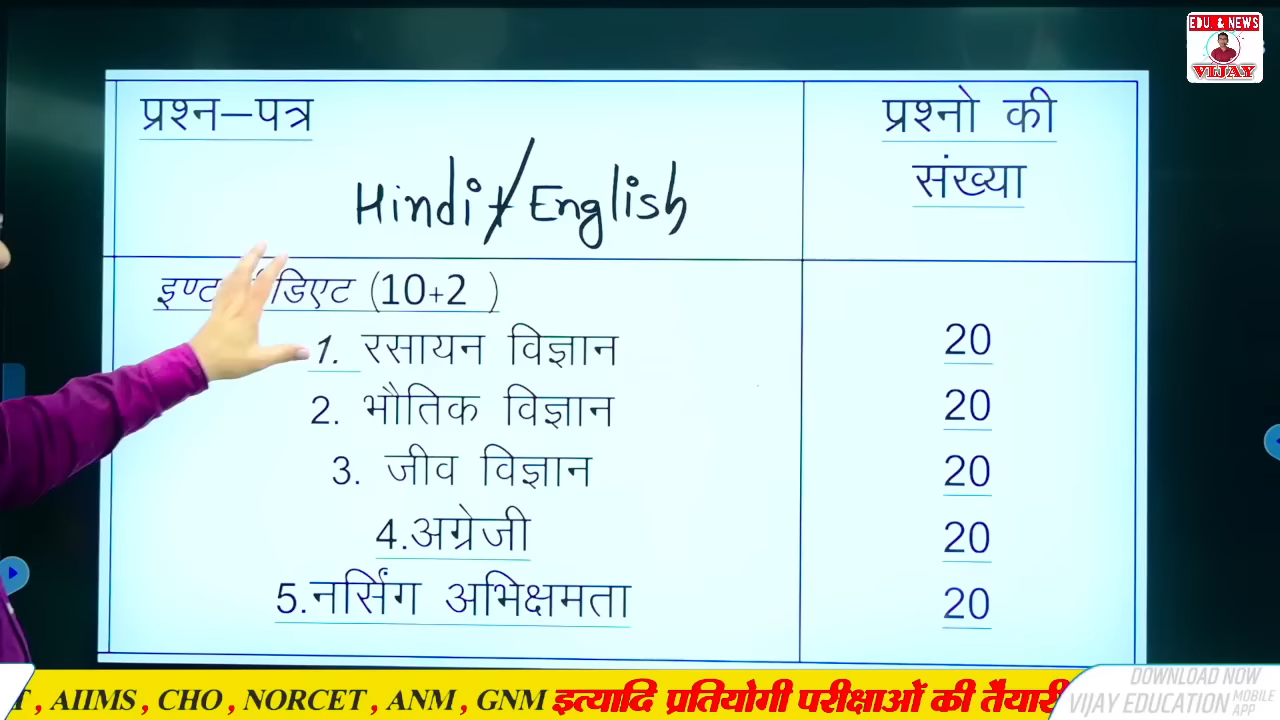 EDU. & NEWS
VIJAY
प्रश्न–पत्र
प्रश्नो की
संख्या
Hindi / English
(10+2 )
1. रसायन विज्ञान 20
2. भौतिक विज्ञान 20
3. जीव विज्ञान 20
4.अग्रेजी 20
5.नर्सिंग अभिक्षमता 20
, AIIMS , CHO , NORCET , ANM , GNM इत्यादि प्रतियोगी परीक्षाओं की तैयारी
DOWNLOAD NOW
VIJAY EDUCATION MOBILE APP